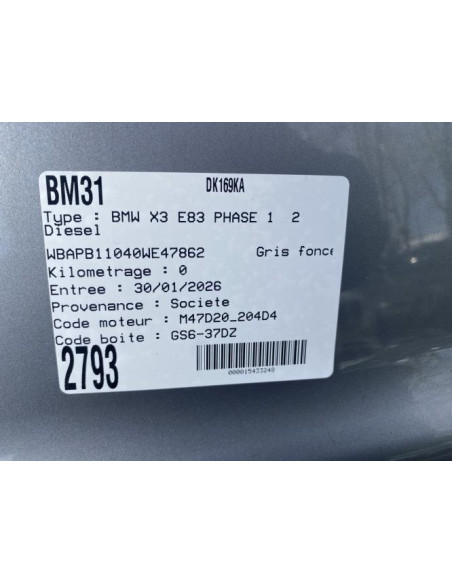 BM31 DK169KA
Type : BMW X3 E83 PHASE 1 2
Diesel
WBAPB11040WE47862 Gris fonce
Kilometrage : 0
Entree : 30/01/2026
Provenance : Societe
Code moteur : M47D20_204D4
Code boite : GS6-37DZ
2793
000015433248